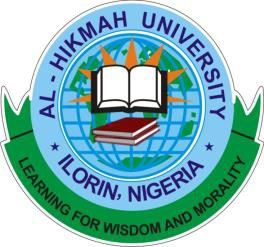 AL - HIKMAH UNIVERSITY
★ ILORIN, NIGERIA ★
LEARNING FOR WISDOM AND MORALITY